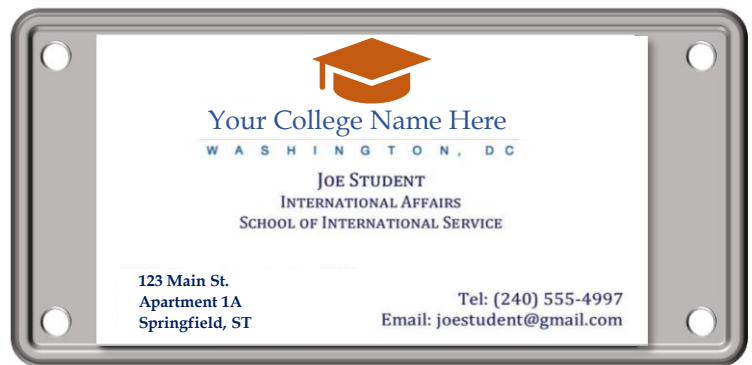 Your College Name Here
WASHINGTON, DC
JOE STUDENT
INTERNATIONAL AFFAIRS
SCHOOL OF INTERNATIONAL SERVICE
123 Main St.
Apartment 1A
Springfield, ST
Tel: (240) 555-4997
Email: joestudent@gmail.com